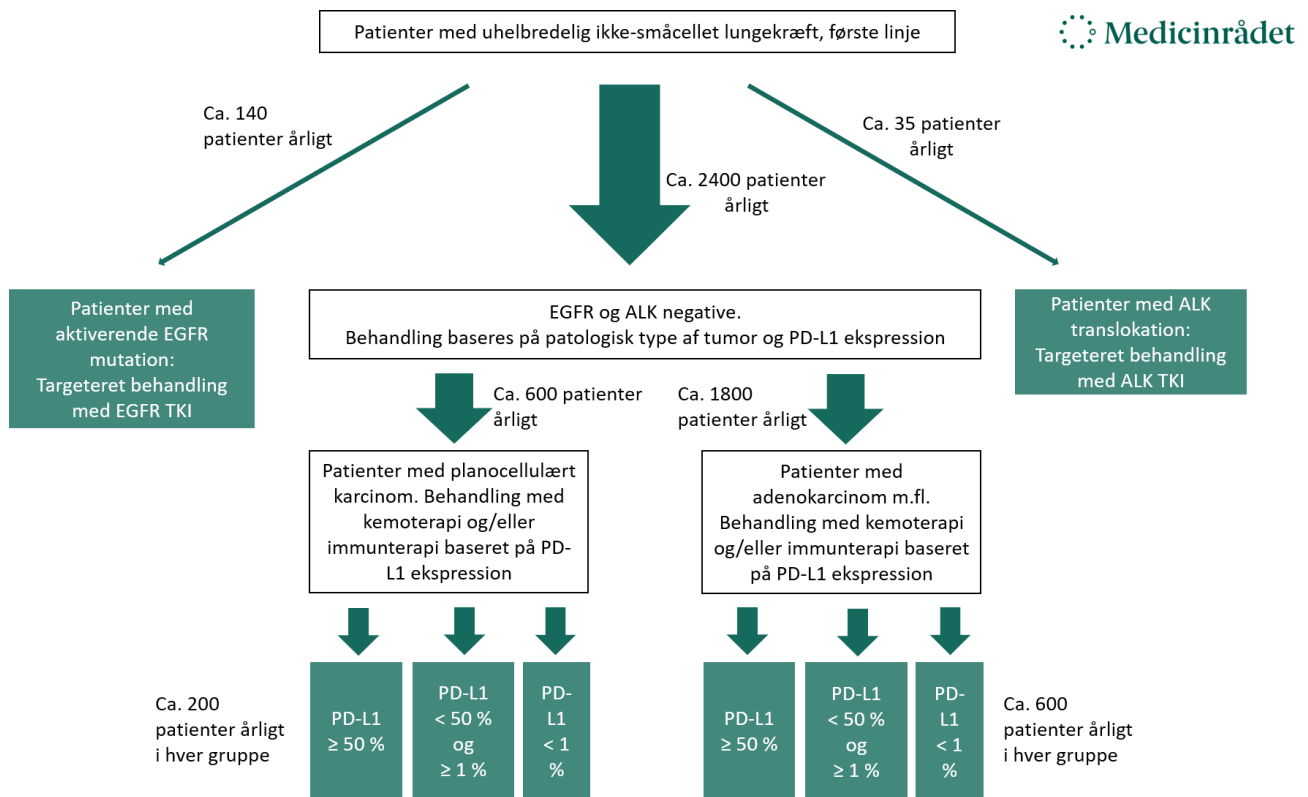 Patienter med uhelbredelig ikke-småcellet lungekræft, første linje
Medicinrådet
Ca. 140
patienter årligt
Ca. 2400 patienter
årligt
Ca. 35 patienter
årligt
Patienter med
aktiverende EGFR
mutation:
Targeteret behandling
med EGFR TKI
EGFR og ALK negative.
Behandling baseres på patologisk type af tumor og PD-L1 ekspression
Patienter med ALK
translokation:
Targeteret behandling
med ALK TKI
Ca. 600 patienter
årligt
Ca. 1800
patienter årligt
Patienter med planocellulært
karcinom. Behandling med
kemoterapi og/eller
immunterapi baseret på PD-
L1 ekspression
Patienter med
adenokarcinom m.fl.
Behandling med kemoterapi
og/eller immunterapi baseret
på PD-L1 ekspression
Ca. 200
patienter årligt
i hver gruppe
PD-L1
≥ 50 %
PD-L1
< 50 %
og
≥ 1 %
PD-
L1
< 1
%
PD-L1
≥ 50 %
PD-L1
< 50 %
og
≥ 1 %
PD-
L1
< 1
%
Ca. 600
patienter årligt
i hver gruppe